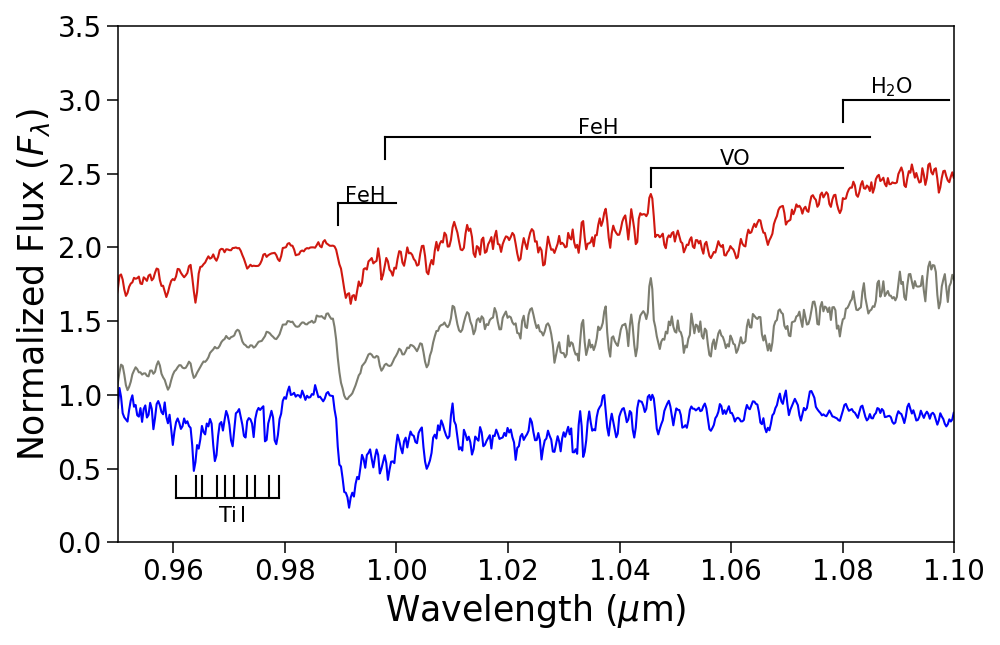 3.5
3.0
2.5
2.0
1.5
1.0
0.5
0.0
Normalized Flux (F_λ)
H₂O
FeH
VO
FeH
Ti I
0.96 0.98 1.00 1.02 1.04 1.06 1.08 1.10
Wavelength (μm)